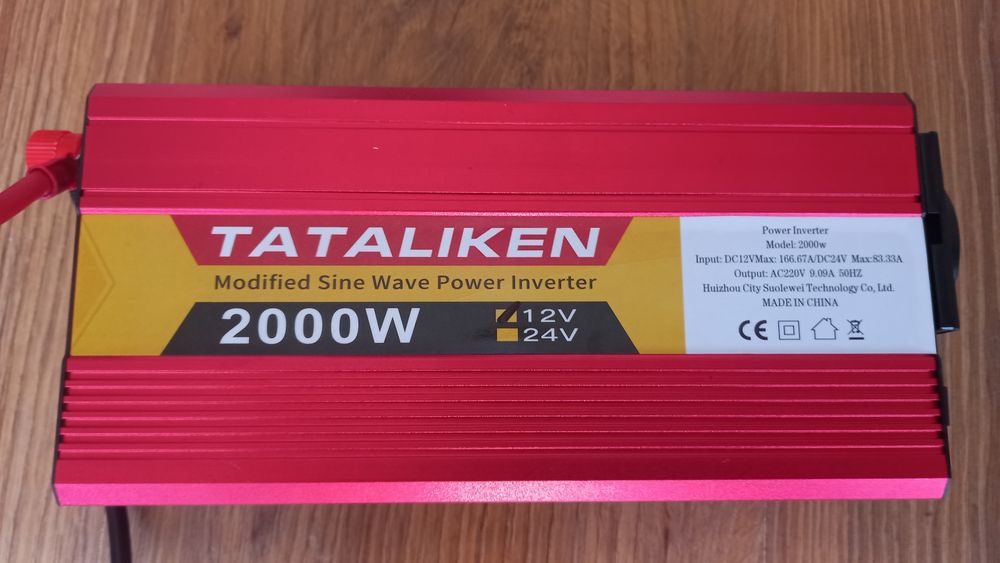 TATALIKEN
Modified Sine Wave Power Inverter
2000W
12V
24V
Power Inverter
Model: 2000w
Input: DC12VMax: 166.67A/DC24V Max:83.33A
Output: AC220V 9.09A 50HZ
Huizhou City Suolewei Technology Co, Ltd.
MADE IN CHINA
CE